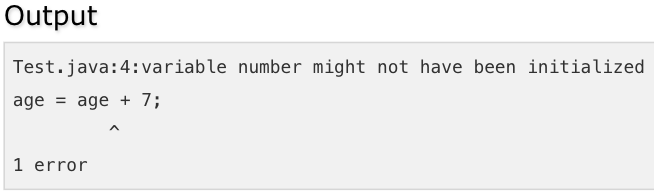 Output
Test.java:4:variable number might not have been initialized
age = age + 7;
^
1 error